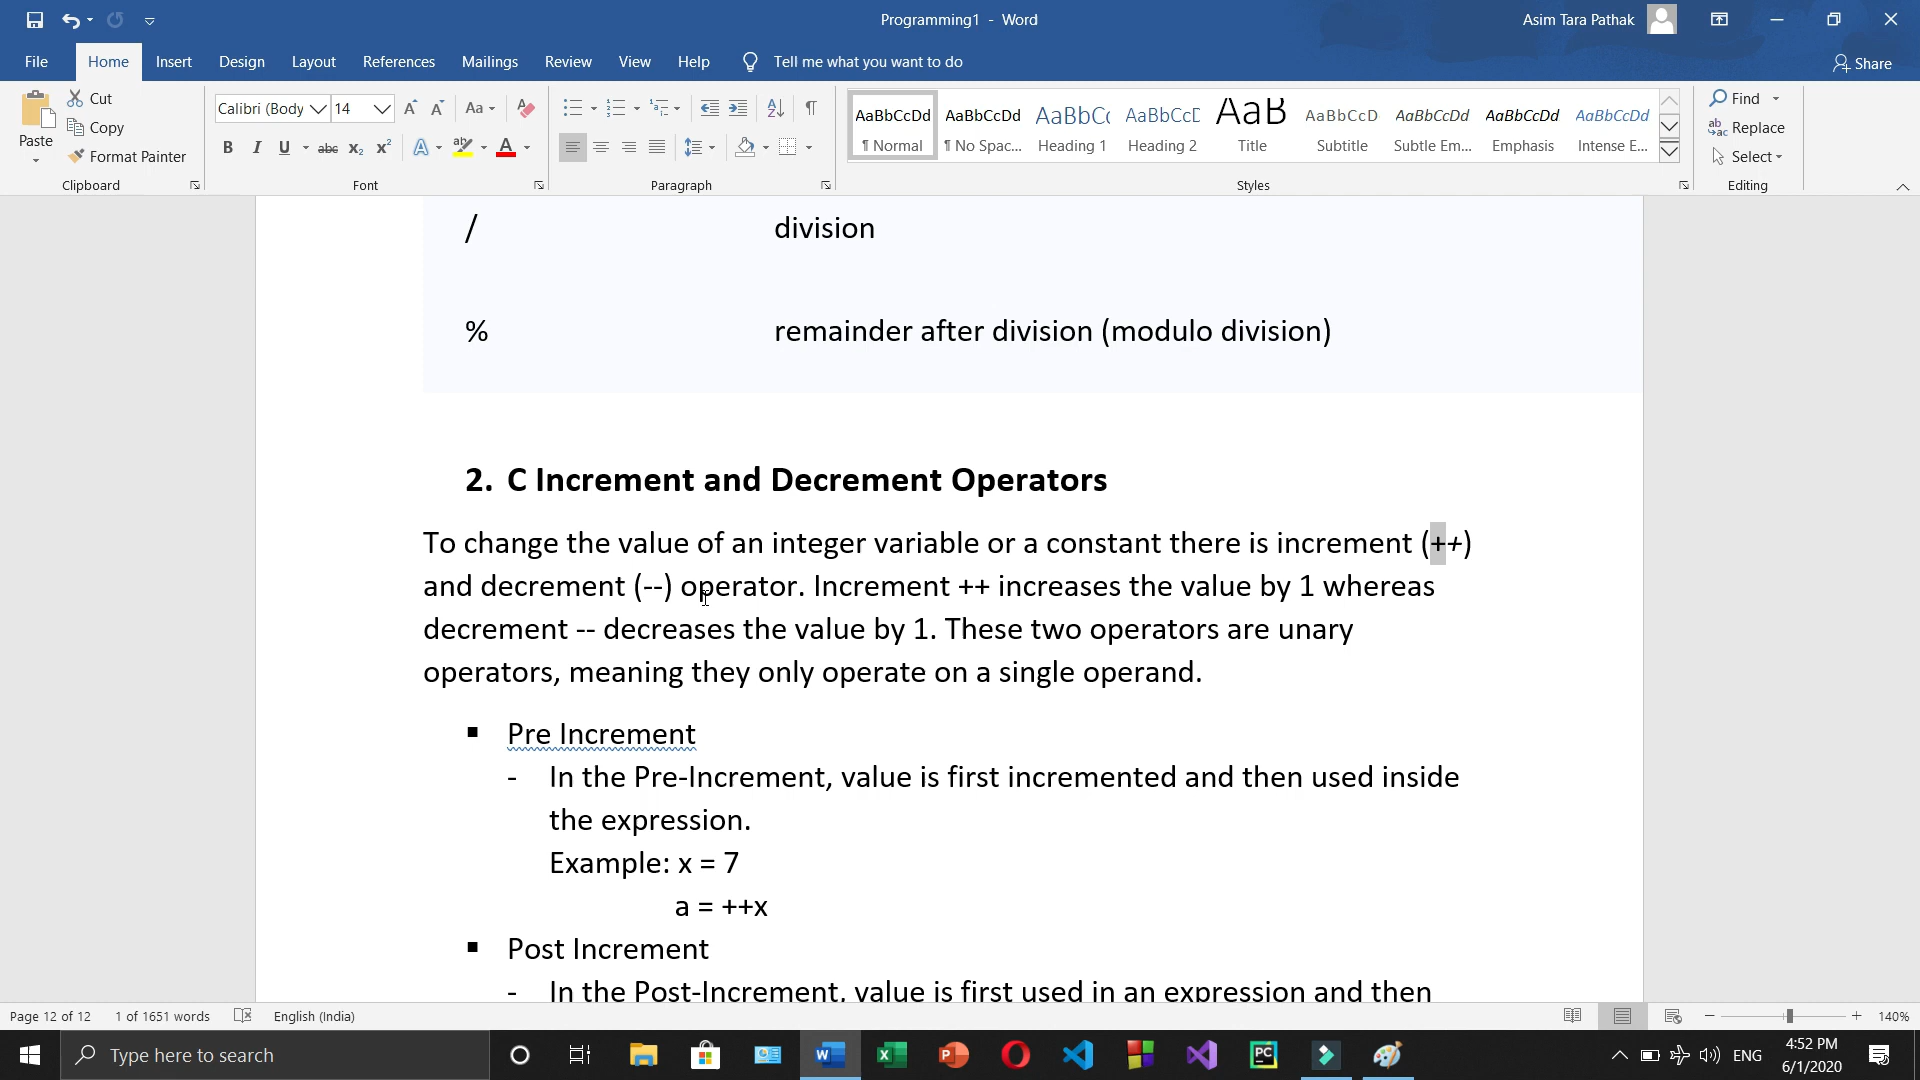 Programming1 - Word
Asim Tara Pathak
File Home Insert Design Layout References Mailings Review View Help Tell me what you want to do
Share
Paste
Cut
Copy
Format Painter
Clipboard
Calibri (Body 14
Aa
B I U abc x₂ x² A ab A
Font
Paragraph
AaBbCcDd AaBbCcDd AaBbC AaBbCcE AaB AaBbCcD AaBbCcDd AaBbCcDd AaBbCcDd
¶ Normal ¶ No Spac... Heading 1 Heading 2 Title Subtitle Subtle Em... Emphasis Intense E...
Styles
Find
Replace
Select
Editing
/ division
% remainder after division (modulo division)
2. C Increment and Decrement Operators
To change the value of an integer variable or a constant there is increment (++)
and decrement (--) operator. Increment ++ increases the value by 1 whereas
decrement -- decreases the value by 1. These two operators are unary
operators, meaning they only operate on a single operand.
▪ Pre Increment
- In the Pre-Increment, value is first incremented and then used inside
the expression.
Example: x = 7
a = ++x
▪ Post Increment
- In the Post-Increment, value is first used in an expression and then
Page 12 of 12 1 of 1651 words English (India) 140%
Type here to search
ENG
4:52 PM
6/1/2020